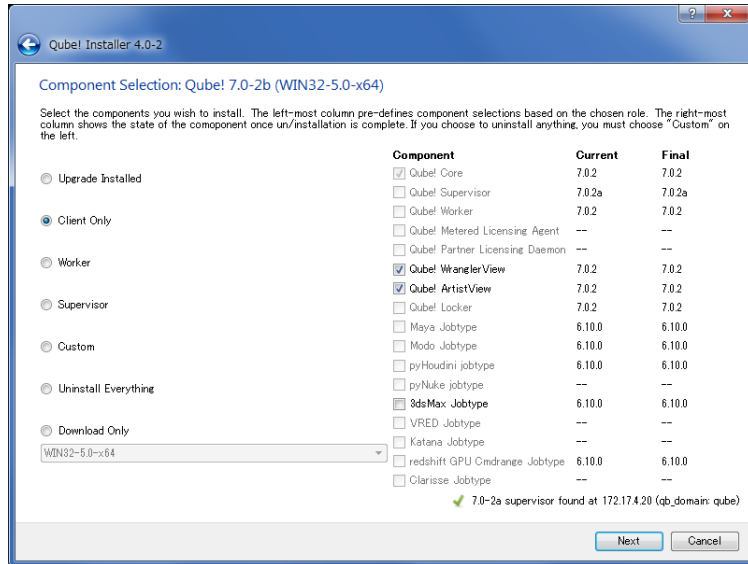 Qube! Installer 4.0-2
Component Selection: Qube! 7.0-2b (WIN32-5.0-x64)
Select the components you wish to install. The left-most column pre-defines component selections based on the chosen role. The right-most
column shows the state of the comoponent once un/installation is complete. If you choose to uninstall anything, you must choose "Custom" on
the left.
Upgrade Installed
Client Only
Worker
Supervisor
Custom
Uninstall Everything
Download Only
WIN32-5.0-x64
Component Current Final
Qube! Core 7.0.2 7.0.2
Qube! Supervisor 7.0.2a 7.0.2a
Qube! Worker 7.0.2 7.0.2
Qube! Metered Licensing Agent -- --
Qube! Partner Licensing Daemon -- --
Qube! WranglerView 7.0.2 7.0.2
Qube! ArtistView 7.0.2 7.0.2
Qube! Locker 7.0.2 7.0.2
Maya Jobtype 6.10.0 6.10.0
Modo Jobtype 6.10.0 6.10.0
pyHoudini jobtype 6.10.0 6.10.0
pyNuke jobtype -- --
3dsMax Jobtype 6.10.0 6.10.0
VRED Jobtype -- --
Katana Jobtype -- --
redshift GPU Cmdrange Jobtype 6.10.0 6.10.0
Clarisse Jobtype -- --
7.0-2a supervisor found at 172.17.4.20 (qb_domain: qube)
Next Cancel